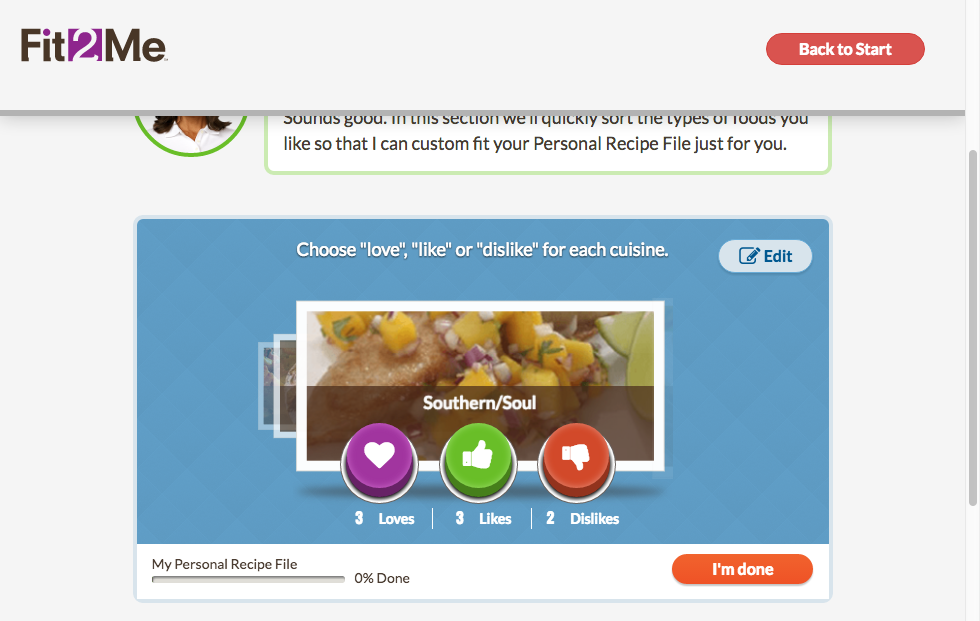 Fit2Me
Back to Start
Sounds good. In this section we'll quickly sort the types of foods you
like so that I can custom fit your Personal Recipe File just for you.
Choose "love", "like" or "dislike" for each cuisine.
Edit
Southern/Soul
3 Loves 3 Likes 2 Dislikes
My Personal Recipe File
0% Done
I'm done